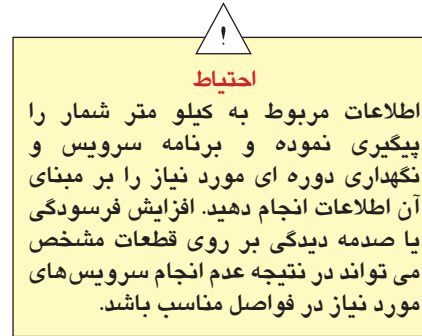 !
احتیاط
اطلاعات مربوط به کیلو متر شمار را
پیگیری نموده و برنامه سرویس و
نگهداری دوره ای مورد نیاز را بر مبنای
آن اطلاعات انجام دهید. افزایش فرسودگی
یا صدمه دیدگی بر روی قطعات مشخص
می تواند در نتیجه عدم انجام سرویس‌های
مورد نیاز در فواصل مناسب باشد.